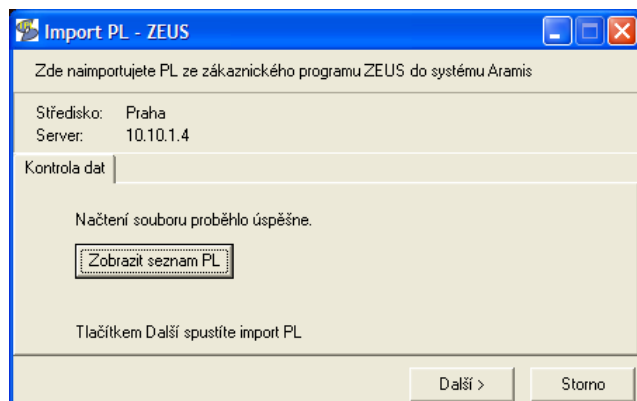 Import PL - ZEUS
Zde naimportujete PL ze zákaznického programu ZEUS do systému Aramis
Středisko: Praha
Server: 10.10.1.4
Kontrola dat
Načtení souboru proběhlo úspěšne.
Zobrazit seznam PL
Tlačítkem Další spustíte import PL
Další >
Storno